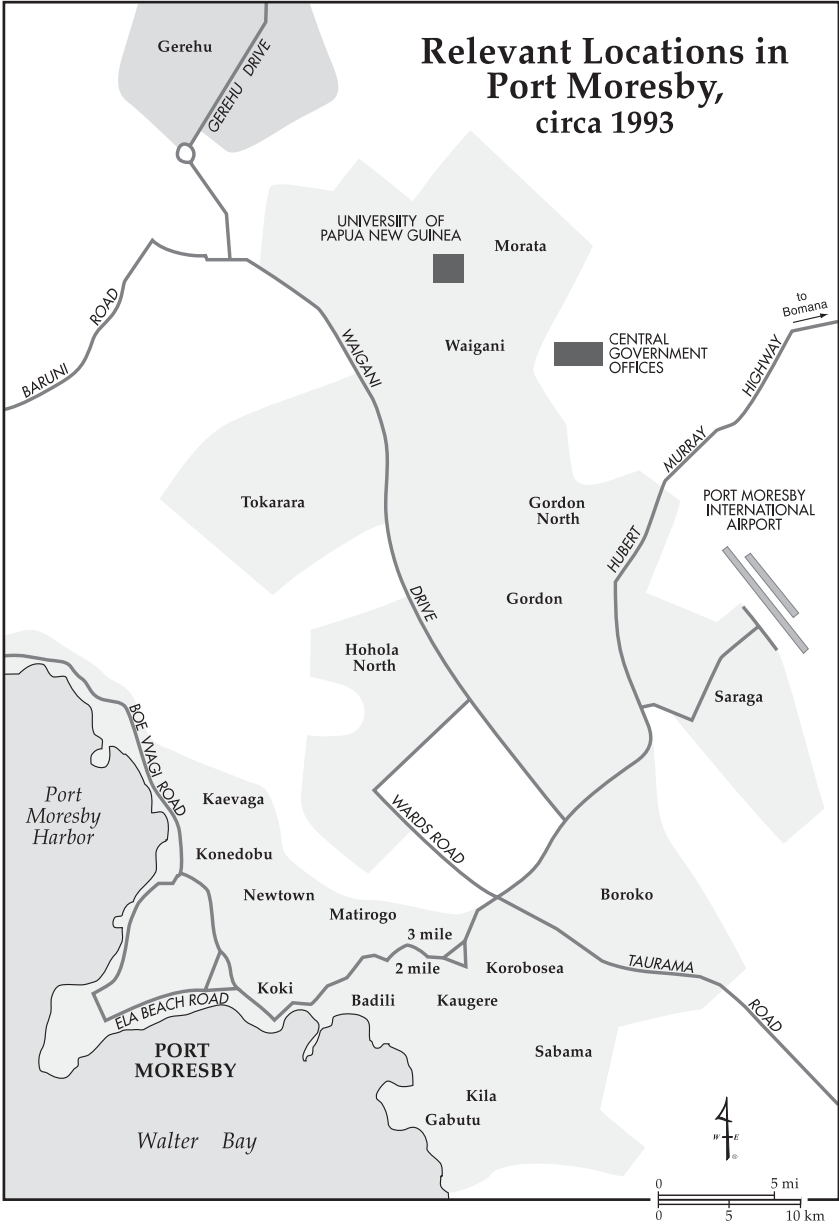 Relevant Locations in
Port Moresby,
circa 1993
Gerehu
GEREHU DRIVE
UNIVERSIITY OF
PAPUA NEW GUINEA
Morata
to
Bomana
BARUNI ROAD
WAIGANI DRIVE
Waigani
CENTRAL
GOVERNMENT
OFFICES
HUBERT MURRAY HIGHWAY
Tokarara
Gordon
North
PORT MORESBY
INTERNATIONAL
AIRPORT
Gordon
Hohola
North
Saraga
BOE VVAGI ROAD
Port
Moresby
Harbor
Kaevaga
WARDS ROAD
Konedobu
Newtown
Boroko
Matirogo
3 mile
2 mile
Korobosea
TAURAMA ROAD
Koki
ELA BEACH ROAD
Badili
Kaugere
PORT
MORESBY
Sabama
Kila
Gabutu
Walter Bay
W E
0 5 mi
0 5 10 km